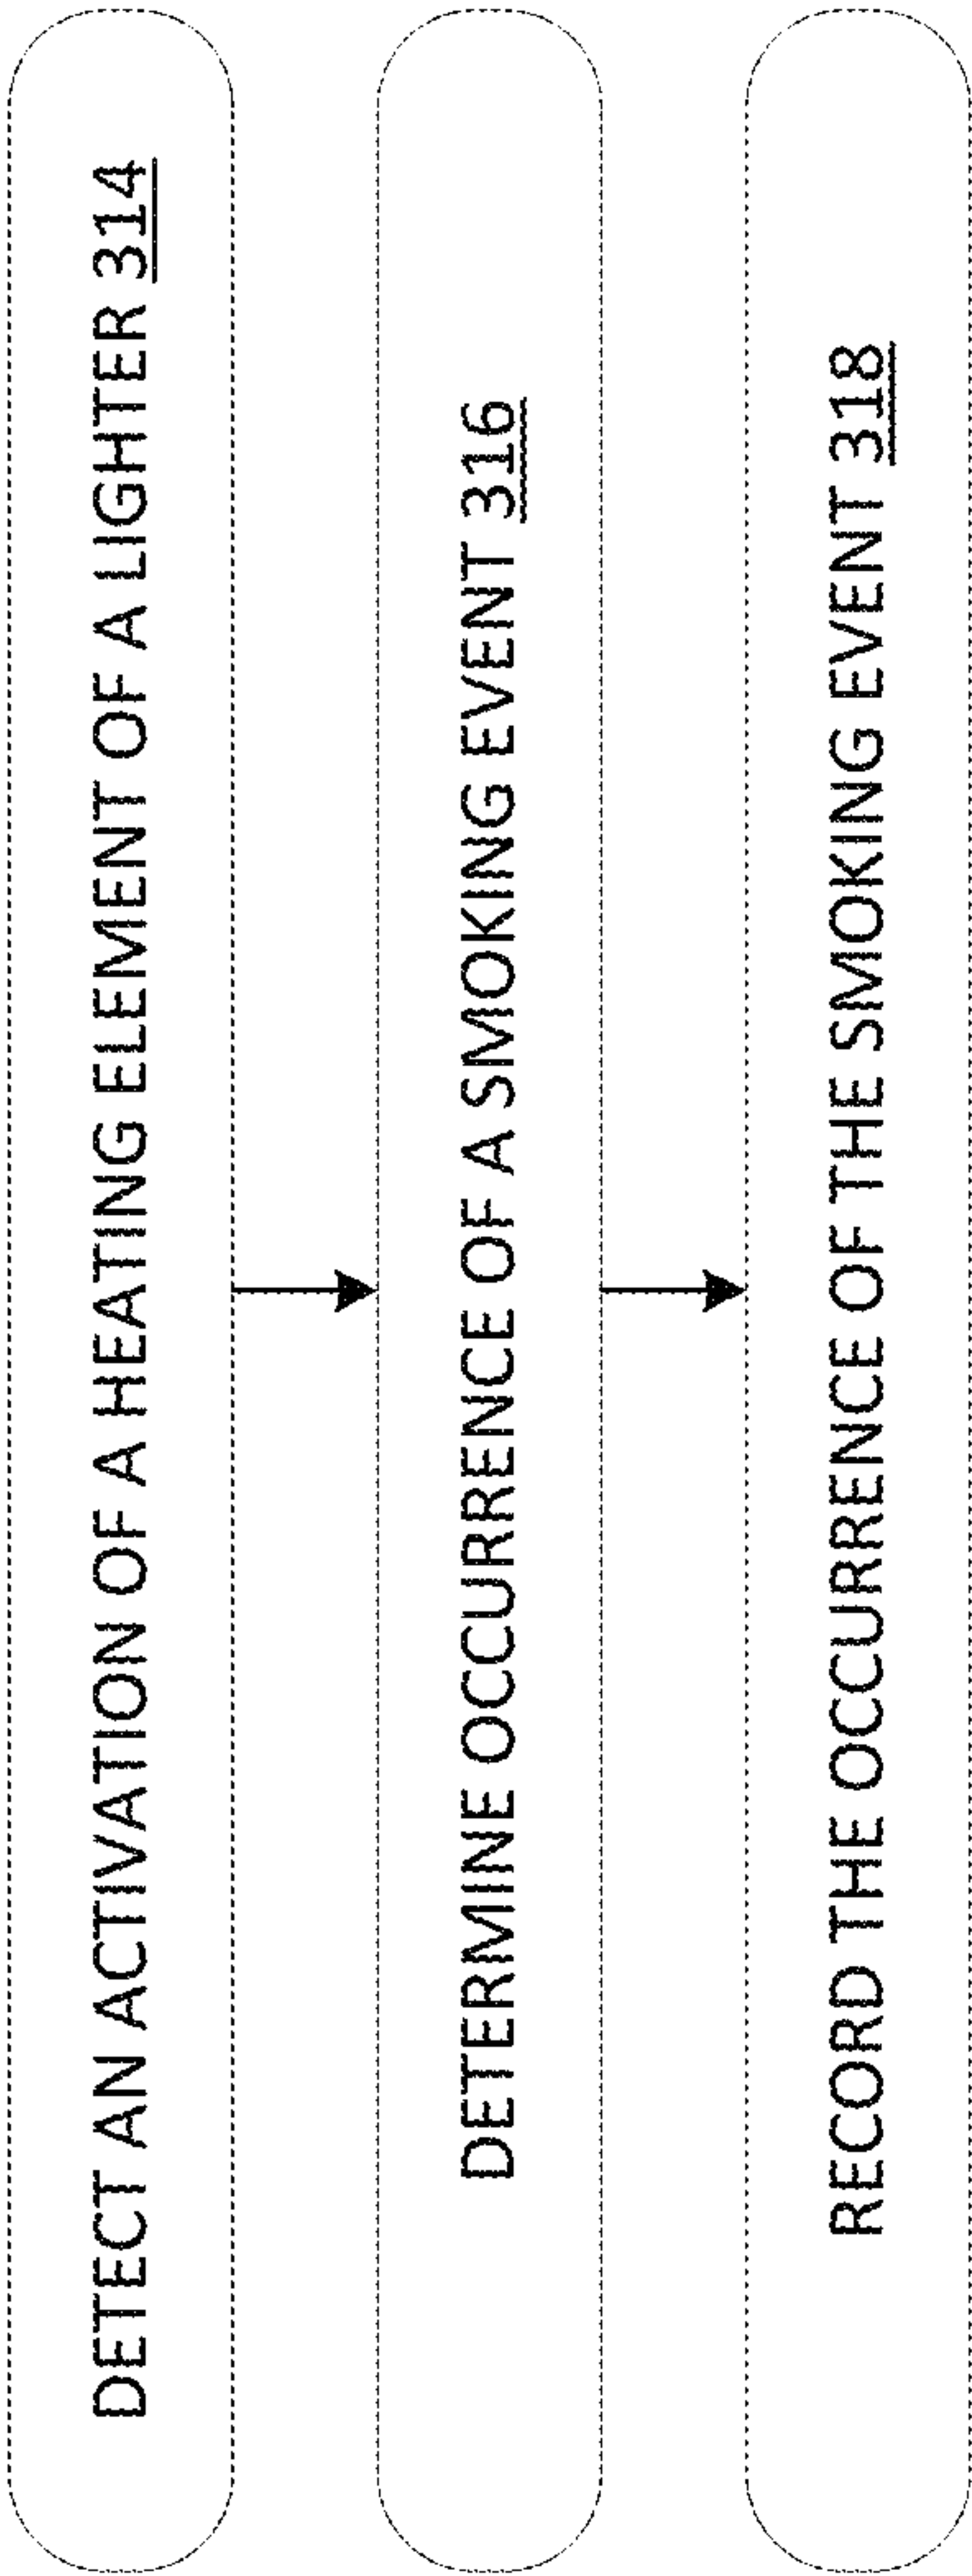 DETECT AN ACTIVATION OF A HEATING ELEMENT OF A LIGHTER 314
DETERMINE OCCURRENCE OF A SMOKING EVENT 316
RECORD THE OCCURRENCE OF THE SMOKING EVENT 318